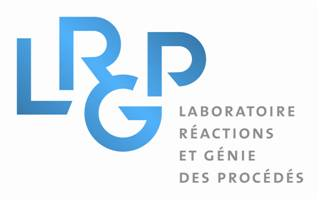 LRGP
LABORATOIRE
RÉACTIONS
ET GÉNIE
DES PROCÉDÉS